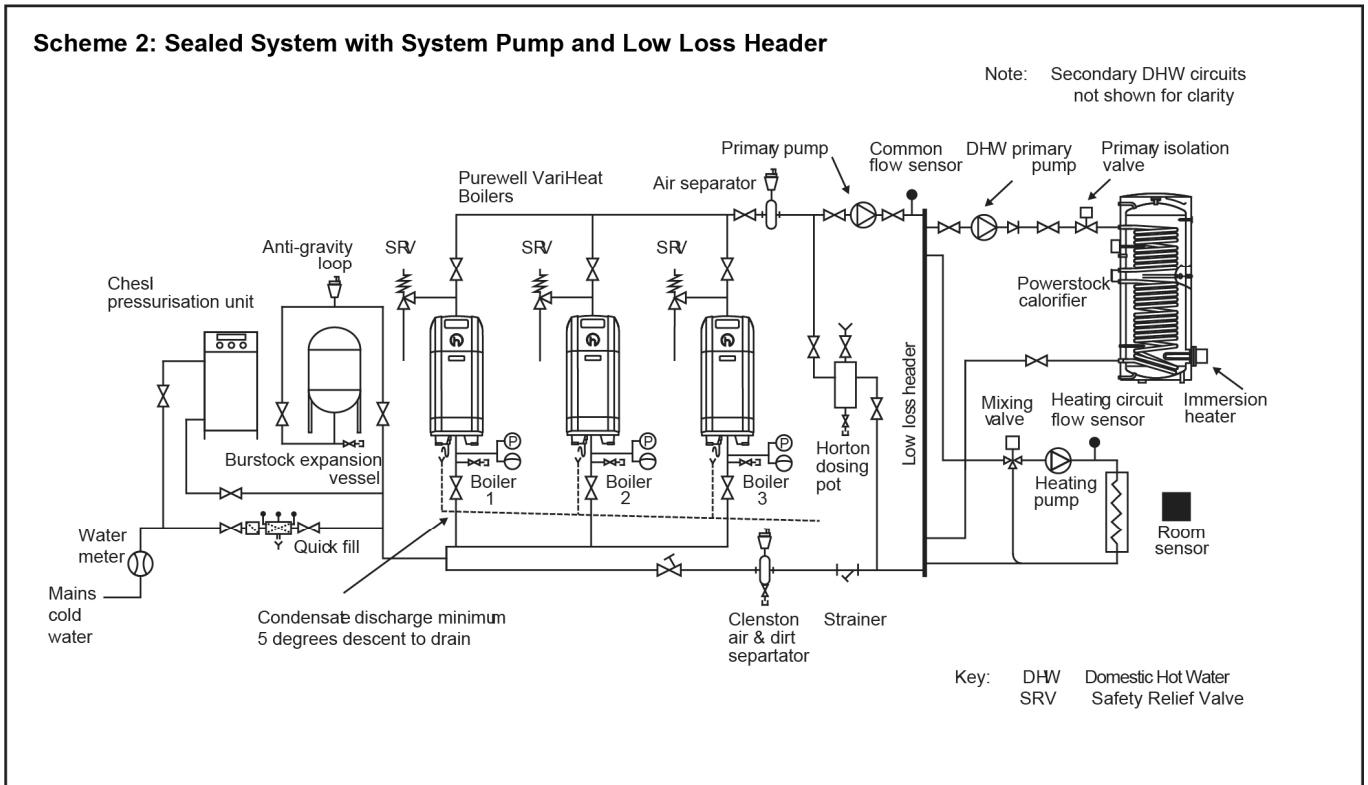 Scheme 2: Sealed System with System Pump and Low Loss Header
Note: Secondary DHW circuits
not shown for clarity
Primary pump
Common
flow sensor
DHW primary
pump
Primary isolation
valve
Purewell VariHeat
Boilers
Air separator
Anti-gravity
loop
SRV
SRV
SRV
Chesl
pressurisation unit
Powerstock
calorifier
Low loss header
Immersion
heater
Mixing
valve
Heating circuit
flow sensor
Burstock expansion
vessel
P
P
P
Boiler
1
Boiler
2
Boiler
3
Horton
dosing
pot
Heating
pump
Room
sensor
Water
meter
Quick fill
Mains
cold
water
Condensate discharge minimum
5 degrees descent to drain
Clenston
air & dirt
separtator
Strainer
Key: DHW Domestic Hot Water
SRV Safety Relief Valve